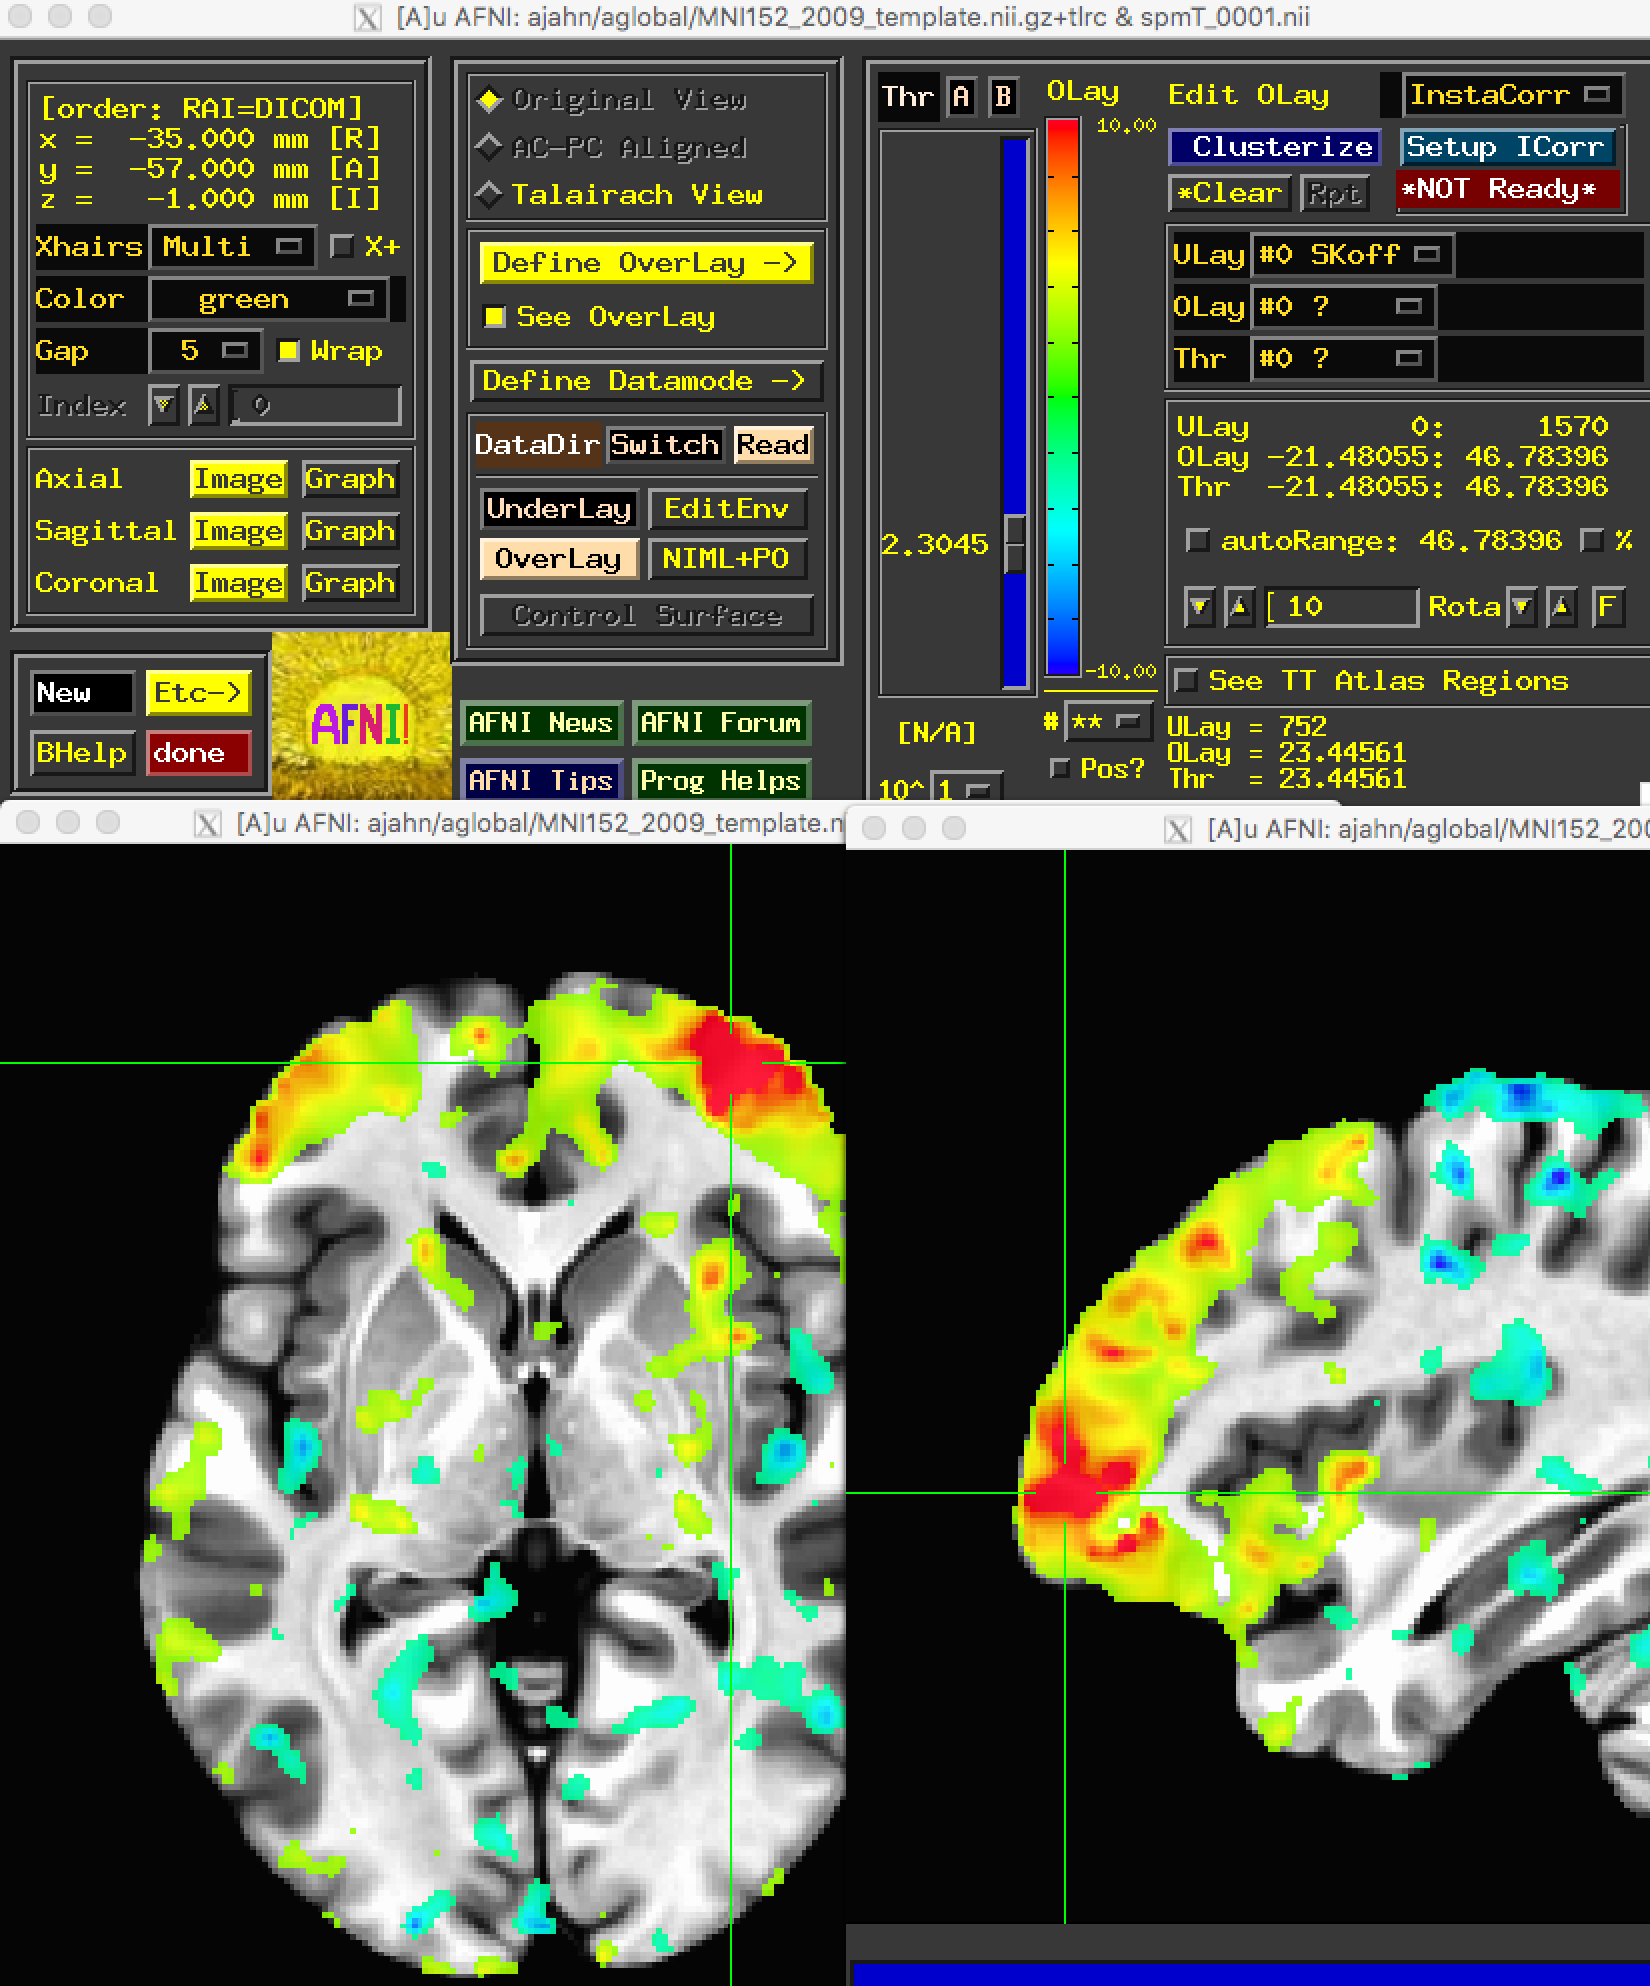 [A]u AFNI: ajahn/aglobal/MNI152_2009_template.nii.gz+tlrc & spmT_0001.nii
[order: RAI=DICOM]
x = -35.000 mm [R]
y = -57.000 mm [A]
z = -1.000 mm [I]
Xhairs Multi X+
Color green
Gap 5 Wrap
Index 0
Axial Image Graph
Sagittal Image Graph
Coronal Image Graph
New Etc->
BHelp done
AFNI!
Original View
AC-PC Aligned
Talairach View
Define OverLay ->
See OverLay
Define Datamode ->
DataDir Switch Read
UnderLay EditEnv
OverLay NIML+PO
Control Surface
AFNI News AFNI Forum
AFNI Tips Prog Helps
Thr A B
2.3045
[N/A]
10^ 1
OLay
10.00
-10.00
# **
Pos?
Edit OLay InstaCorr
Clusterize Setup ICorr
*Clear Rpt *NOT Ready*
ULay #0 SKoff
OLay #0 ?
Thr #0 ?
ULay 0: 1570
OLay -21.48055: 46.78396
Thr -21.48055: 46.78396
autoRange: 46.78396 %
[ 10 Rota F
See TT Atlas Regions
ULay = 752
OLay = 23.44561
Thr = 23.44561
[A]u AFNI: ajahn/aglobal/MNI152_2009_template.n
[A]u AFNI: ajahn/aglobal/MNI152_200